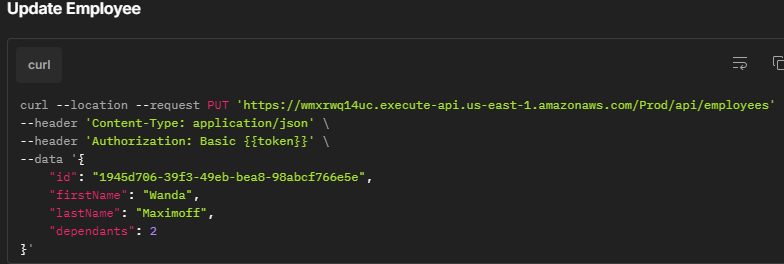 Update Employee
curl
curl --location --request PUT 'https://wmxrwq14uc.execute-api.us-east-1.amazonaws.com/Prod/api/employees'
--header 'Content-Type: application/json' \
--header 'Authorization: Basic {{token}}' \
--data '{
    "id": "1945d706-39f3-49eb-bea8-98abcf766e5e",
    "firstName": "Wanda",
    "lastName": "Maximoff",
    "dependants": 2
}'